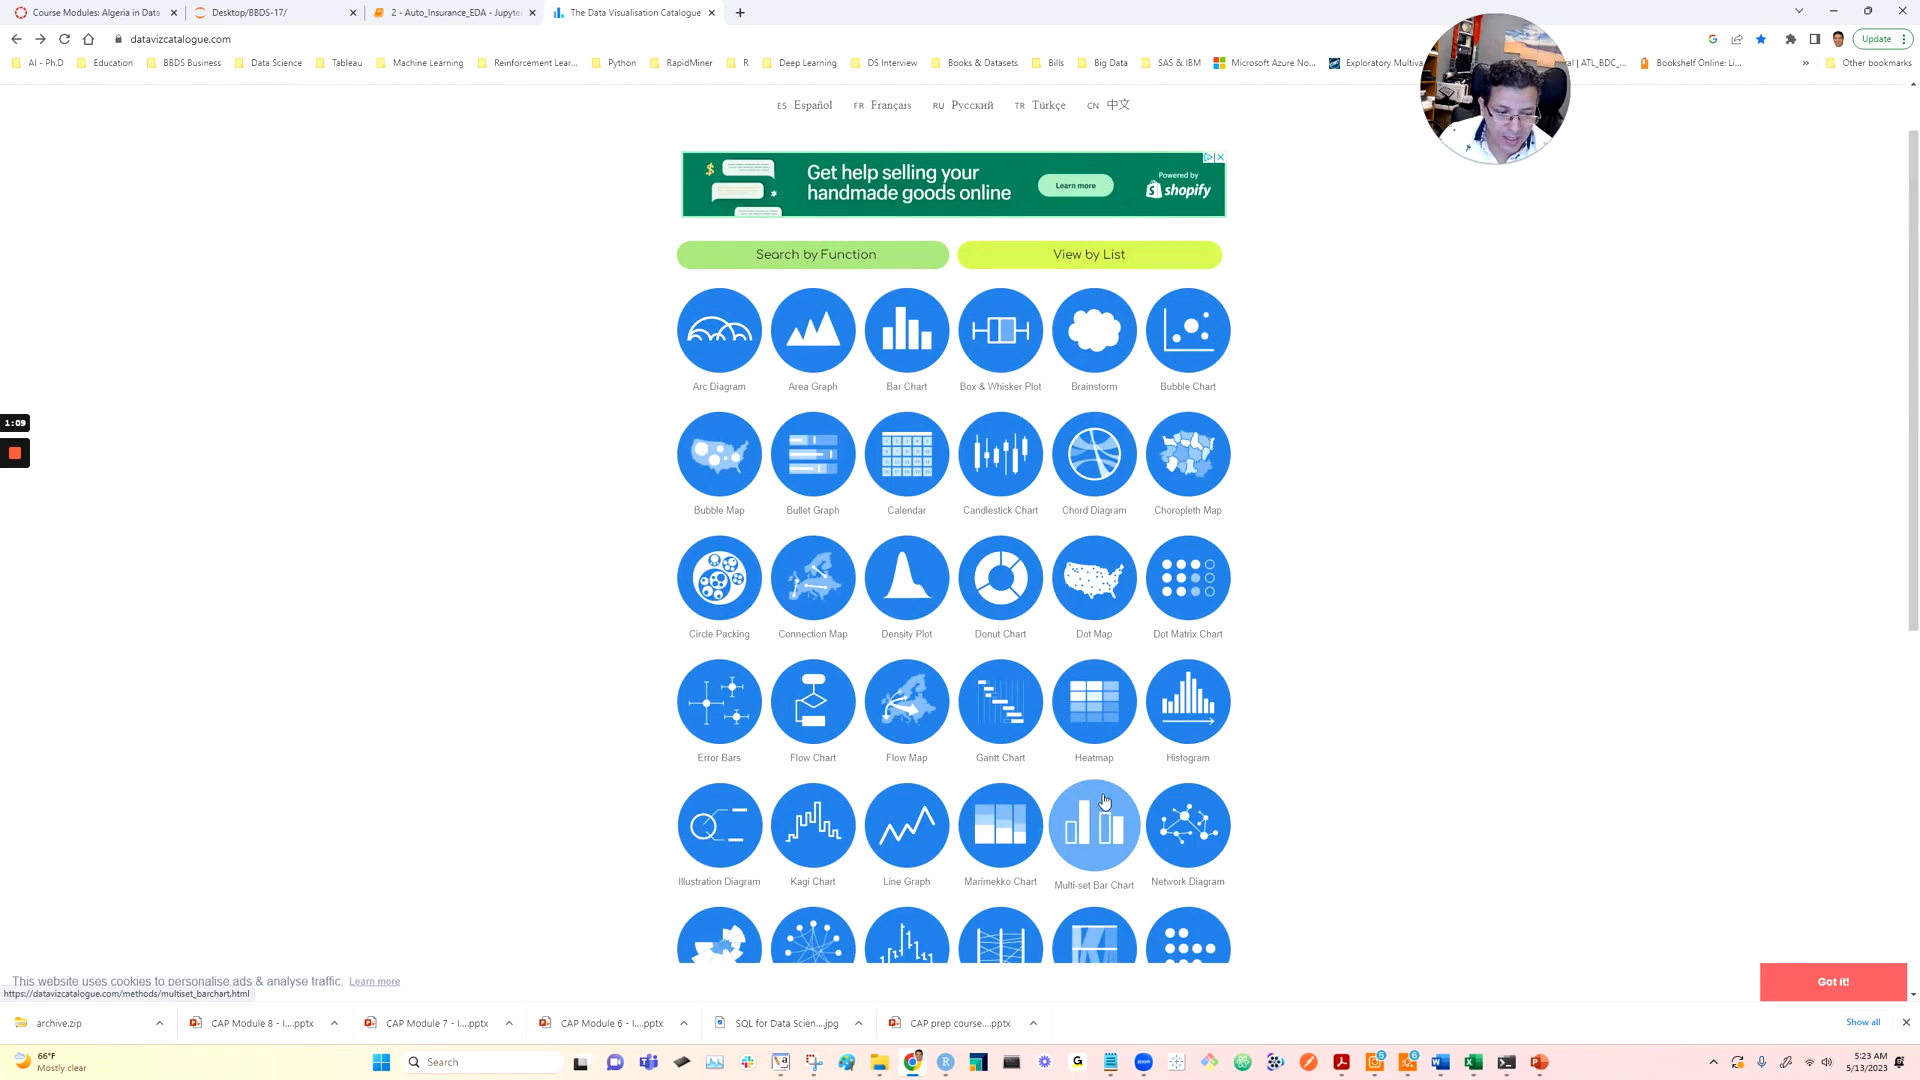 Course Modules: Algeria in Data
Desktop/BBDS-17/
2 - Auto_Insurance_EDA - Jupyte
The Data Visualisation Catalogue
datavizcatalogue.com
Update
AI - Ph.D
Education
BBDS Business
Data Science
Tableau
Machine Learning
Reinforcement Lear...
Python
RapidMiner
R
Deep Learning
DS Interview
Books & Datasets
Bills
Big Data
SAS & IBM
Microsoft Azure No...
Exploratory Multiva
ral | ATL_BDC_...
Bookshelf Online: Li...
Other bookmarks
ES Español FR Français RU Русский TR Türkçe CN 中文
Get help selling your
handmade goods online
Learn more
Powered by
shopify
Search by Function
View by List
Arc Diagram
Area Graph
Bar Chart
Box & Whisker Plot
Brainstorm
Bubble Chart
Bubble Map
Bullet Graph
Calendar
Candlestick Chart
Chord Diagram
Choropleth Map
1:09
Circle Packing
Connection Map
Density Plot
Donut Chart
Dot Map
Dot Matrix Chart
Error Bars
Flow Chart
Flow Map
Gantt Chart
Heatmap
Histogram
Illustration Diagram
Kagi Chart
Line Graph
Marimekko Chart
Multi-set Bar Chart
Network Diagram
This website uses cookies to personalise ads & analyse traffic. Learn more
Got it!
https://datavizcatalogue.com/methods/multiset_barchart.html
archive.zip
CAP Module 8 - I....pptx
CAP Module 7 - I....pptx
CAP Module 6 - I....pptx
SQL for Data Scien....jpg
CAP prep course....pptx
Show all
66°F
Mostly clear
Search
5:23 AM
5/13/2023